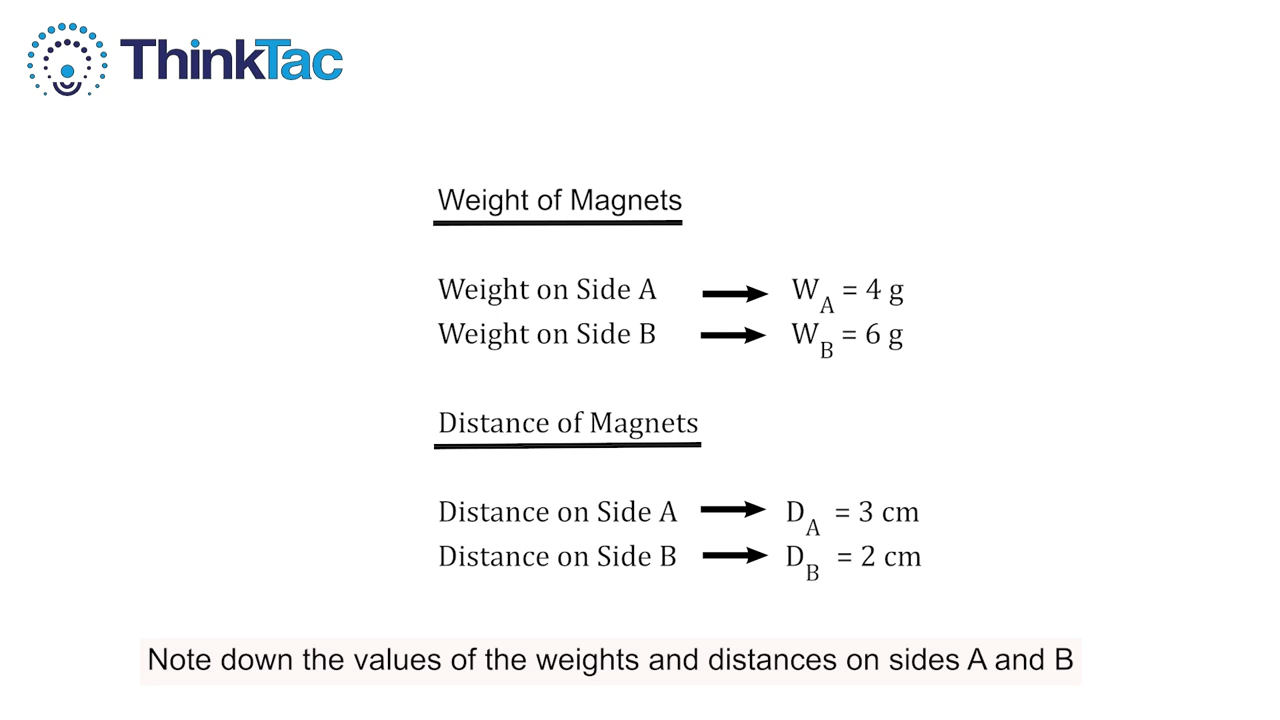 ThinkTac
Weight of Magnets
Weight on Side A → W_A = 4 g
Weight on Side B → W_B = 6 g
Distance of Magnets
Distance on Side A → D_A = 3 cm
Distance on Side B → D_B = 2 cm
Note down the values of the weights and distances on sides A and B